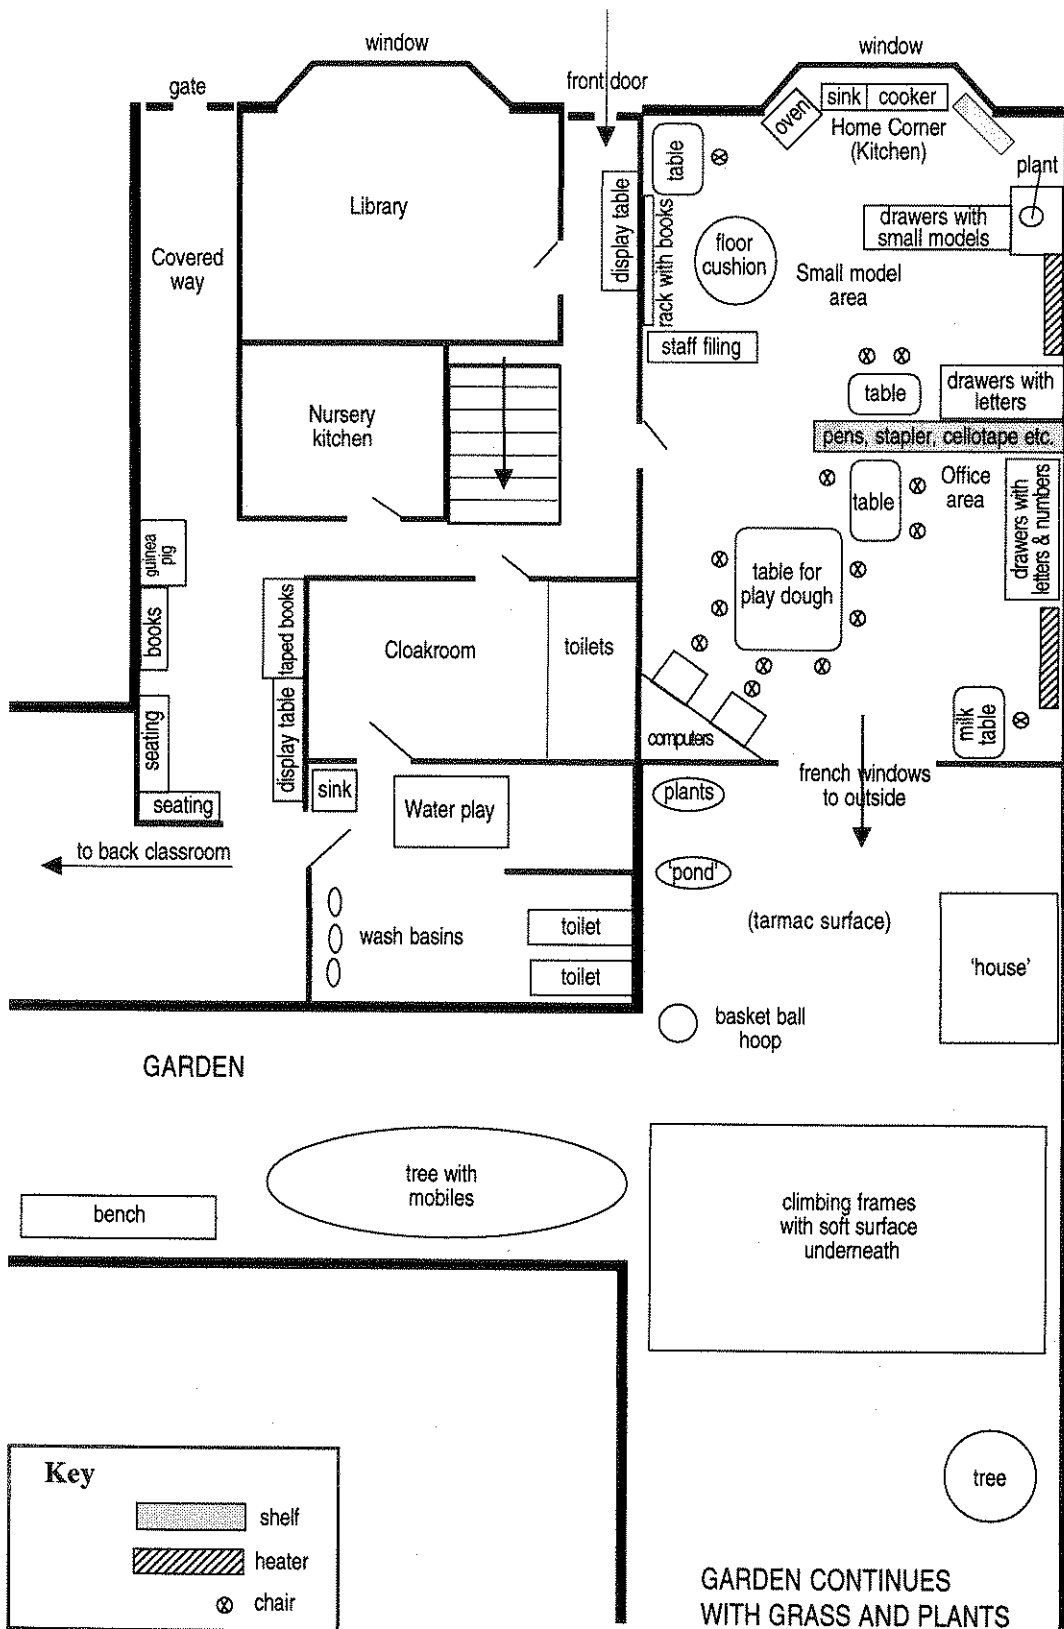 window
window
gate
front door
sink
cooker
oven
Home Corner
(Kitchen)
table
plant
Library
display table
rack with books
floor
cushion
drawers with
small models
Covered
way
Small model
area
staff filing
table
drawers with
letters
Nursery
kitchen
pens, stapler, cellotape etc.
Office
area
table
drawers with
letters & numbers
guinea
pig
books
taped books
Cloakroom
toilets
table for
play dough
seating
display table
computers
milk
table
seating
sink
Water play
plants
french windows
to outside
to back classroom
'pond'
wash basins
toilet
toilet
(tarmac surface)
'house'
basket ball
hoop
GARDEN
tree with
mobiles
bench
climbing frames
with soft surface
underneath
Key
shelf
heater
chair
tree
GARDEN CONTINUES
WITH GRASS AND PLANTS